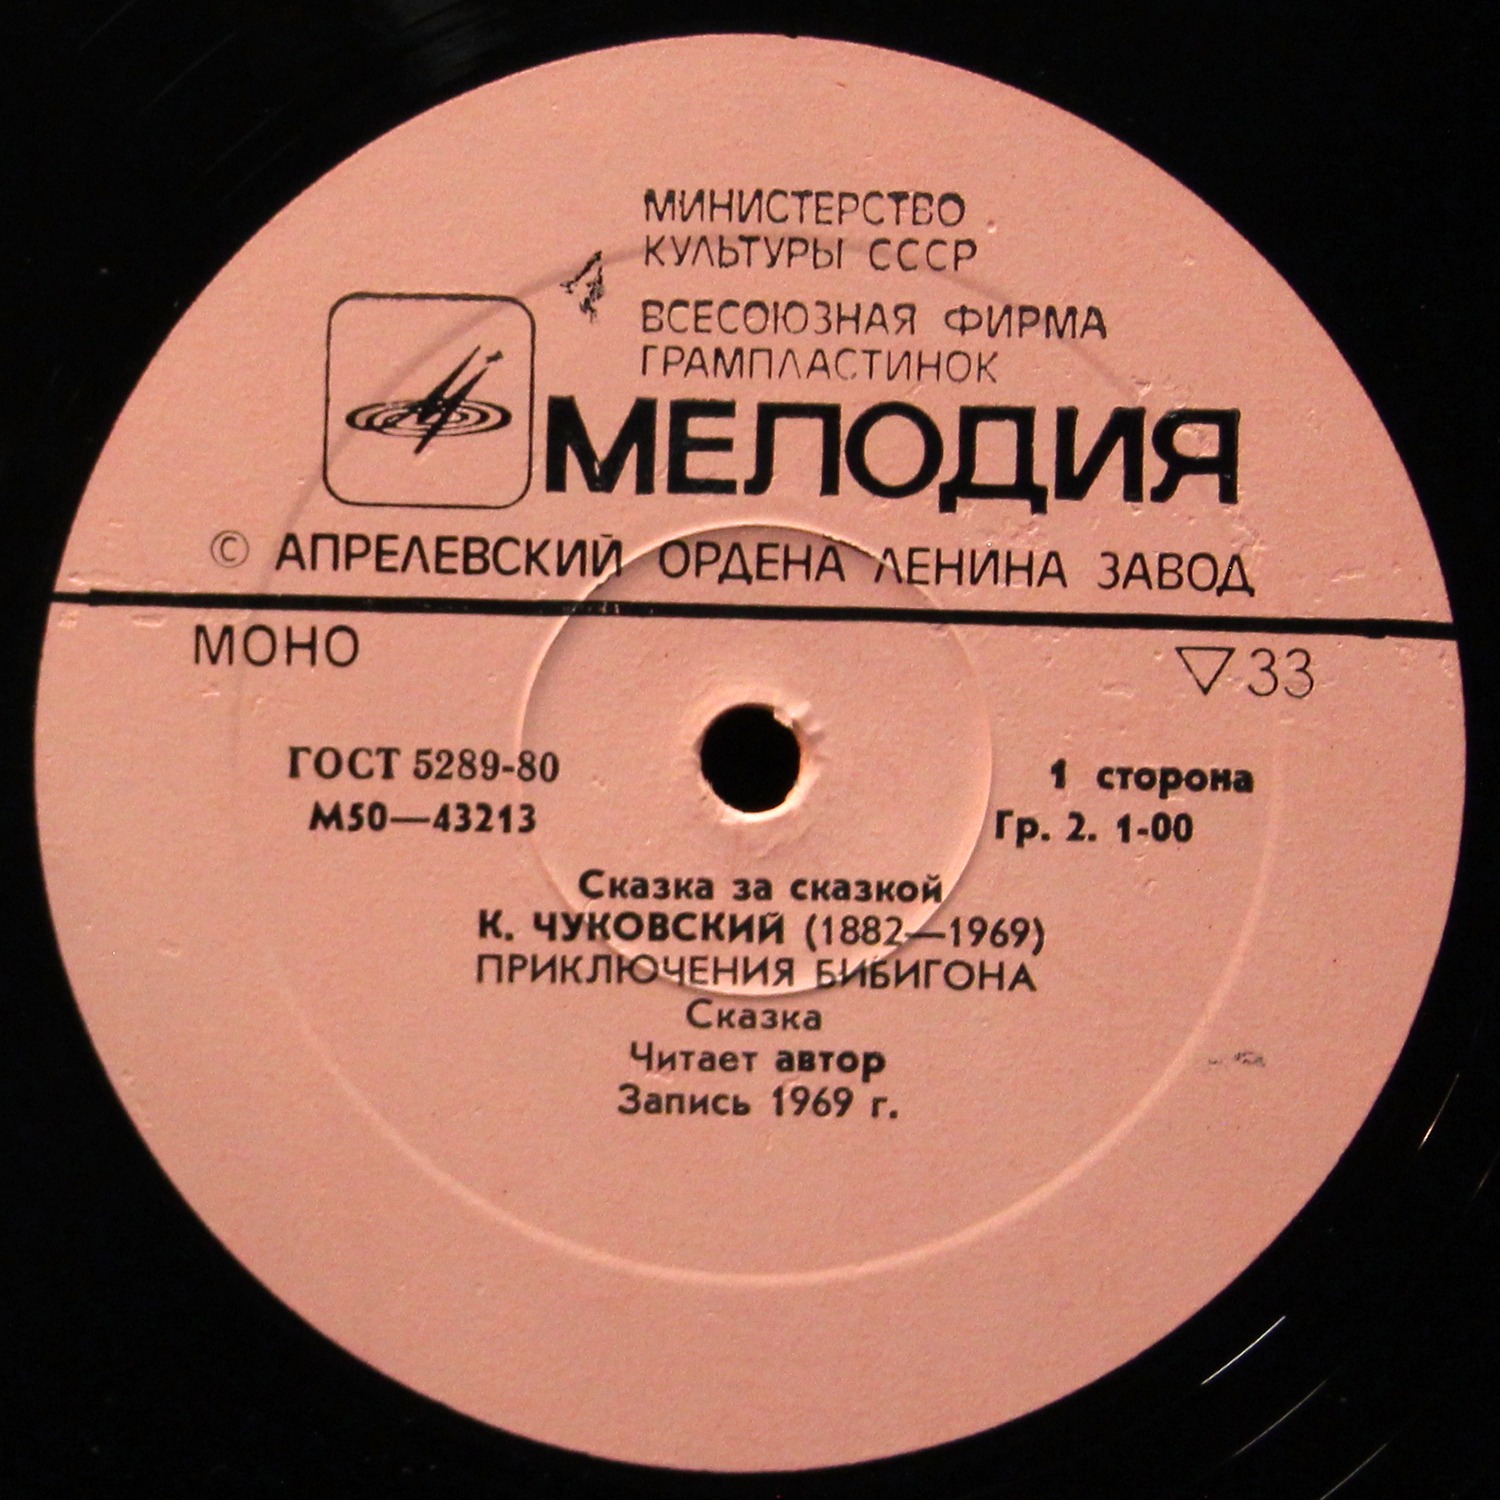 МИНИСТЕРСТВО
КУЛЬТУРЫ СССР
ВСЕСОЮЗНАЯ ФИРМА
ГРАМПЛАСТИНОК
МЕЛОДИЯ
© АПРЕЛЕВСКИЙ ОРДЕНА ЛЕНИНА ЗАВОД
МОНО ▽33
ГОСТ 5289-80 1 сторона
М50—43213 Гр. 2. 1-00
Сказка за сказкой
К. ЧУКОВСКИЙ (1882—1969)
ПРИКЛЮЧЕНИЯ БИБИГОНА
Сказка
Читает автор
Запись 1969 г.